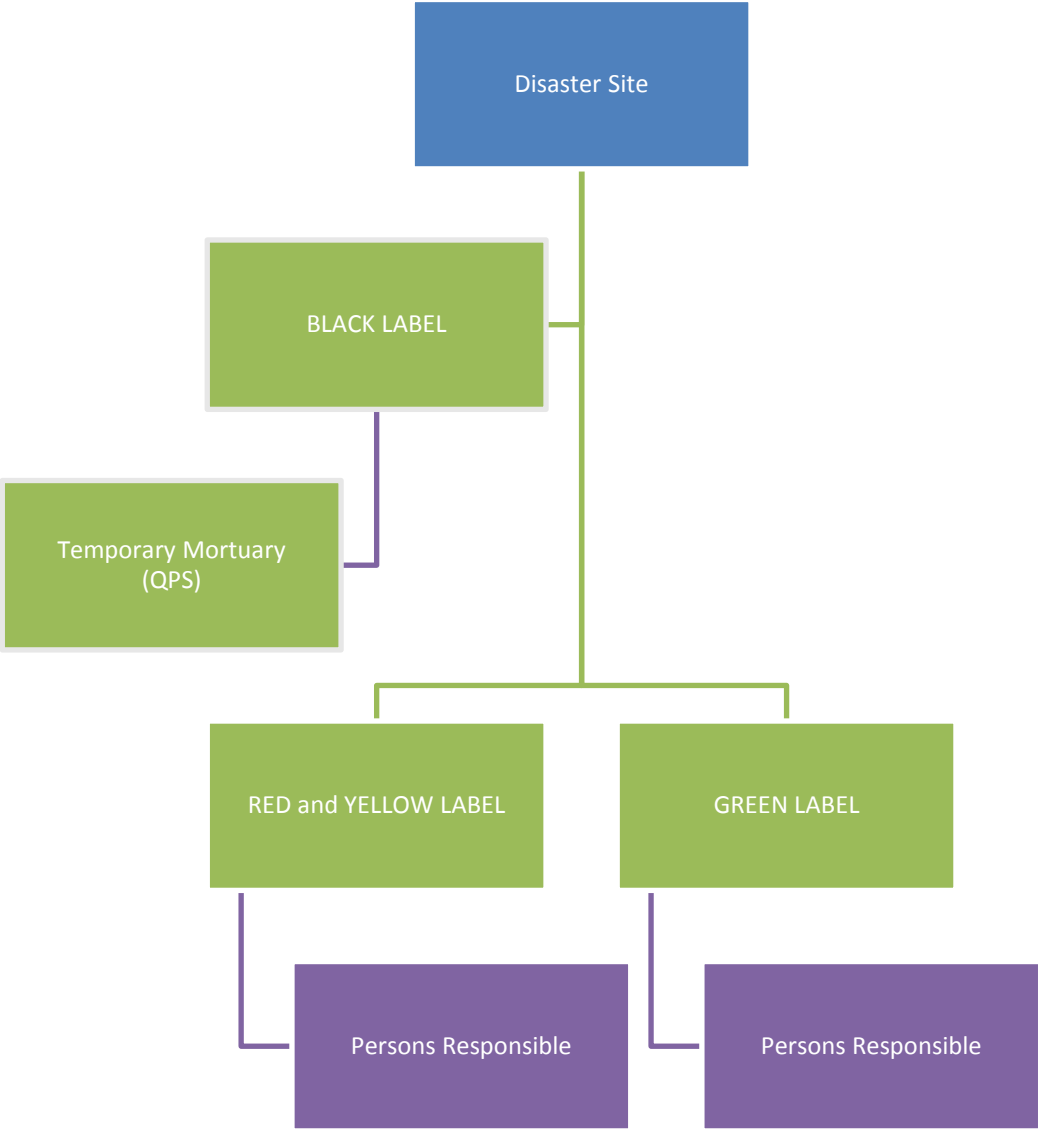 Disaster Site
BLACK LABEL
Temporary Mortuary
(QPS)
RED and YELLOW LABEL
GREEN LABEL
Persons Responsible
Persons Responsible